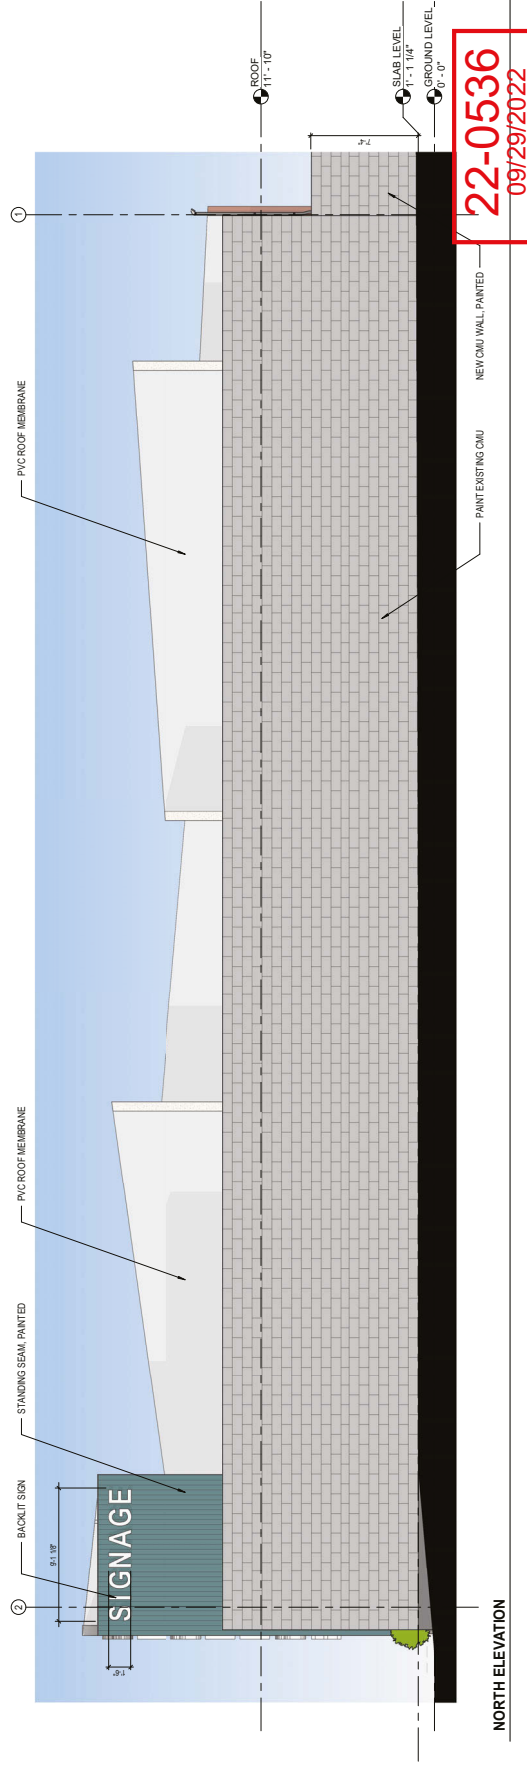 2
1
BACKLIT SIGN
STANDING SEAM, PAINTED
PVC ROOF MEMBRANE
PVC ROOF MEMBRANE
9'-1 1/8"
1'-6"
SIGNAGE
ROOF
11' - 10"
7'-4"
SLAB LEVEL
1' - 1 1/4"
GROUND LEVEL
0' - 0"
PAINT EXISTING CMU
NEW CMU WALL, PAINTED
NORTH ELEVATION
22-0536
09/29/2022